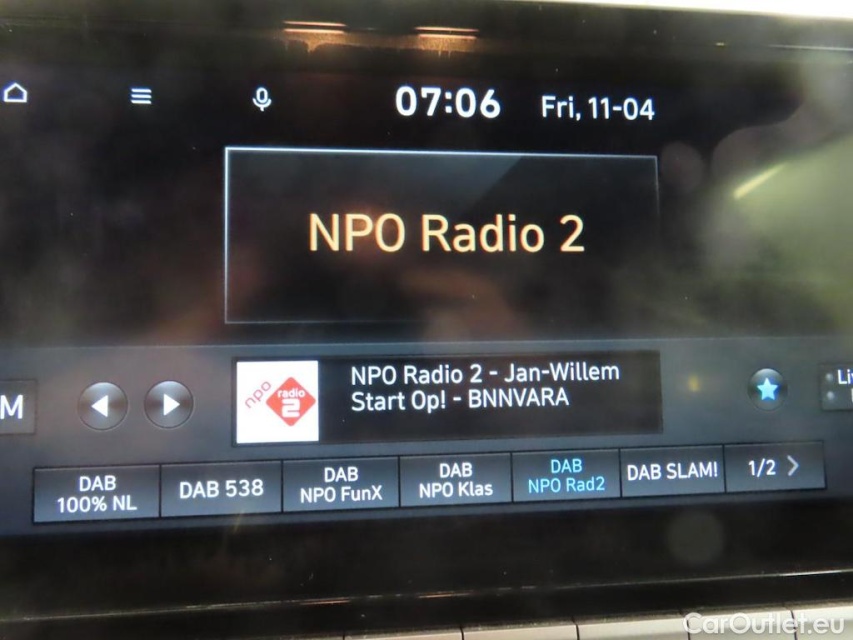 07:06 Fri, 11-04
NPO Radio 2
NPO Radio 2 - Jan-Willem
Start Op! - BNNVARA
npo radio 2
M
DAB
100% NL
DAB 538
DAB
NPO FunX
DAB
NPO Klas
DAB
NPO Rad2
DAB SLAM!
1/2
CarOutlet.eu